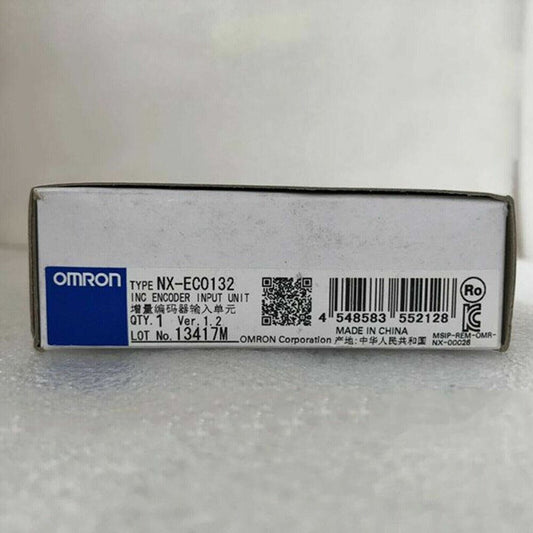 OMRON
TYPE NX-EC0132
INC ENCODER INPUT UNIT
增量编码器输入单元
QTY. 1 Ver. 1.2
LOT No. 13417M
4 548583 552128
MADE IN CHINA
OMRON Corporation 产地:中华人民共和国
Ro
MSIP-REM-OMR-
NX-00026